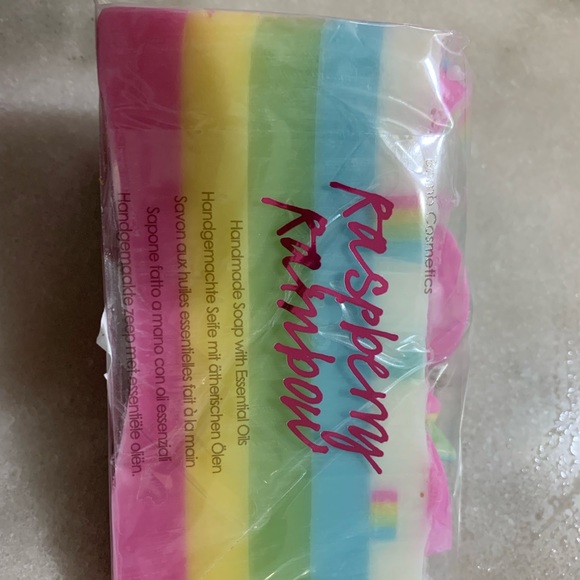 Cosmetics
Raspberry
Rainbow
Handmade Soap with Essential Oils
Handgemachte Seife mit ätherischen Ölen
Savon aux huiles essentielles fait à la main
Sapone fatto a mano con oli essenziali
Handgemaakte zeep met essentiële oliën.